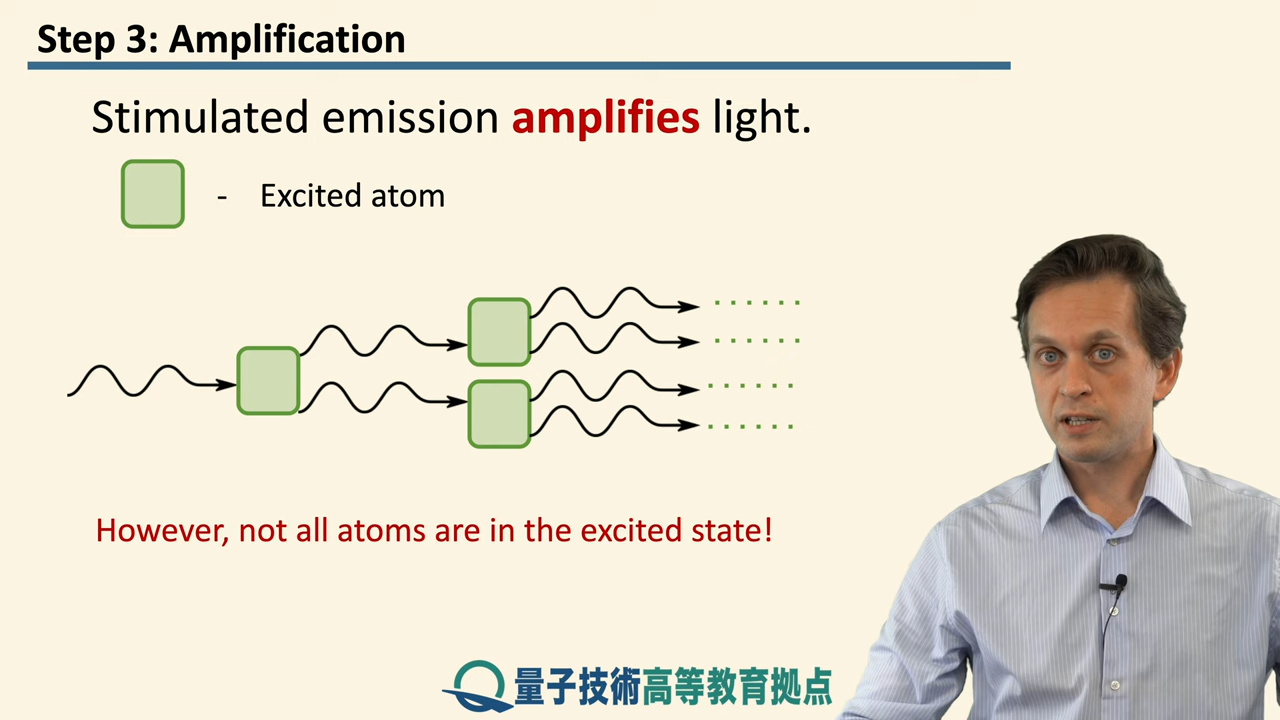 Step 3: Amplification
Stimulated emission amplifies light.
- Excited atom
However, not all atoms are in the excited state!
量子技術高等教育拠点